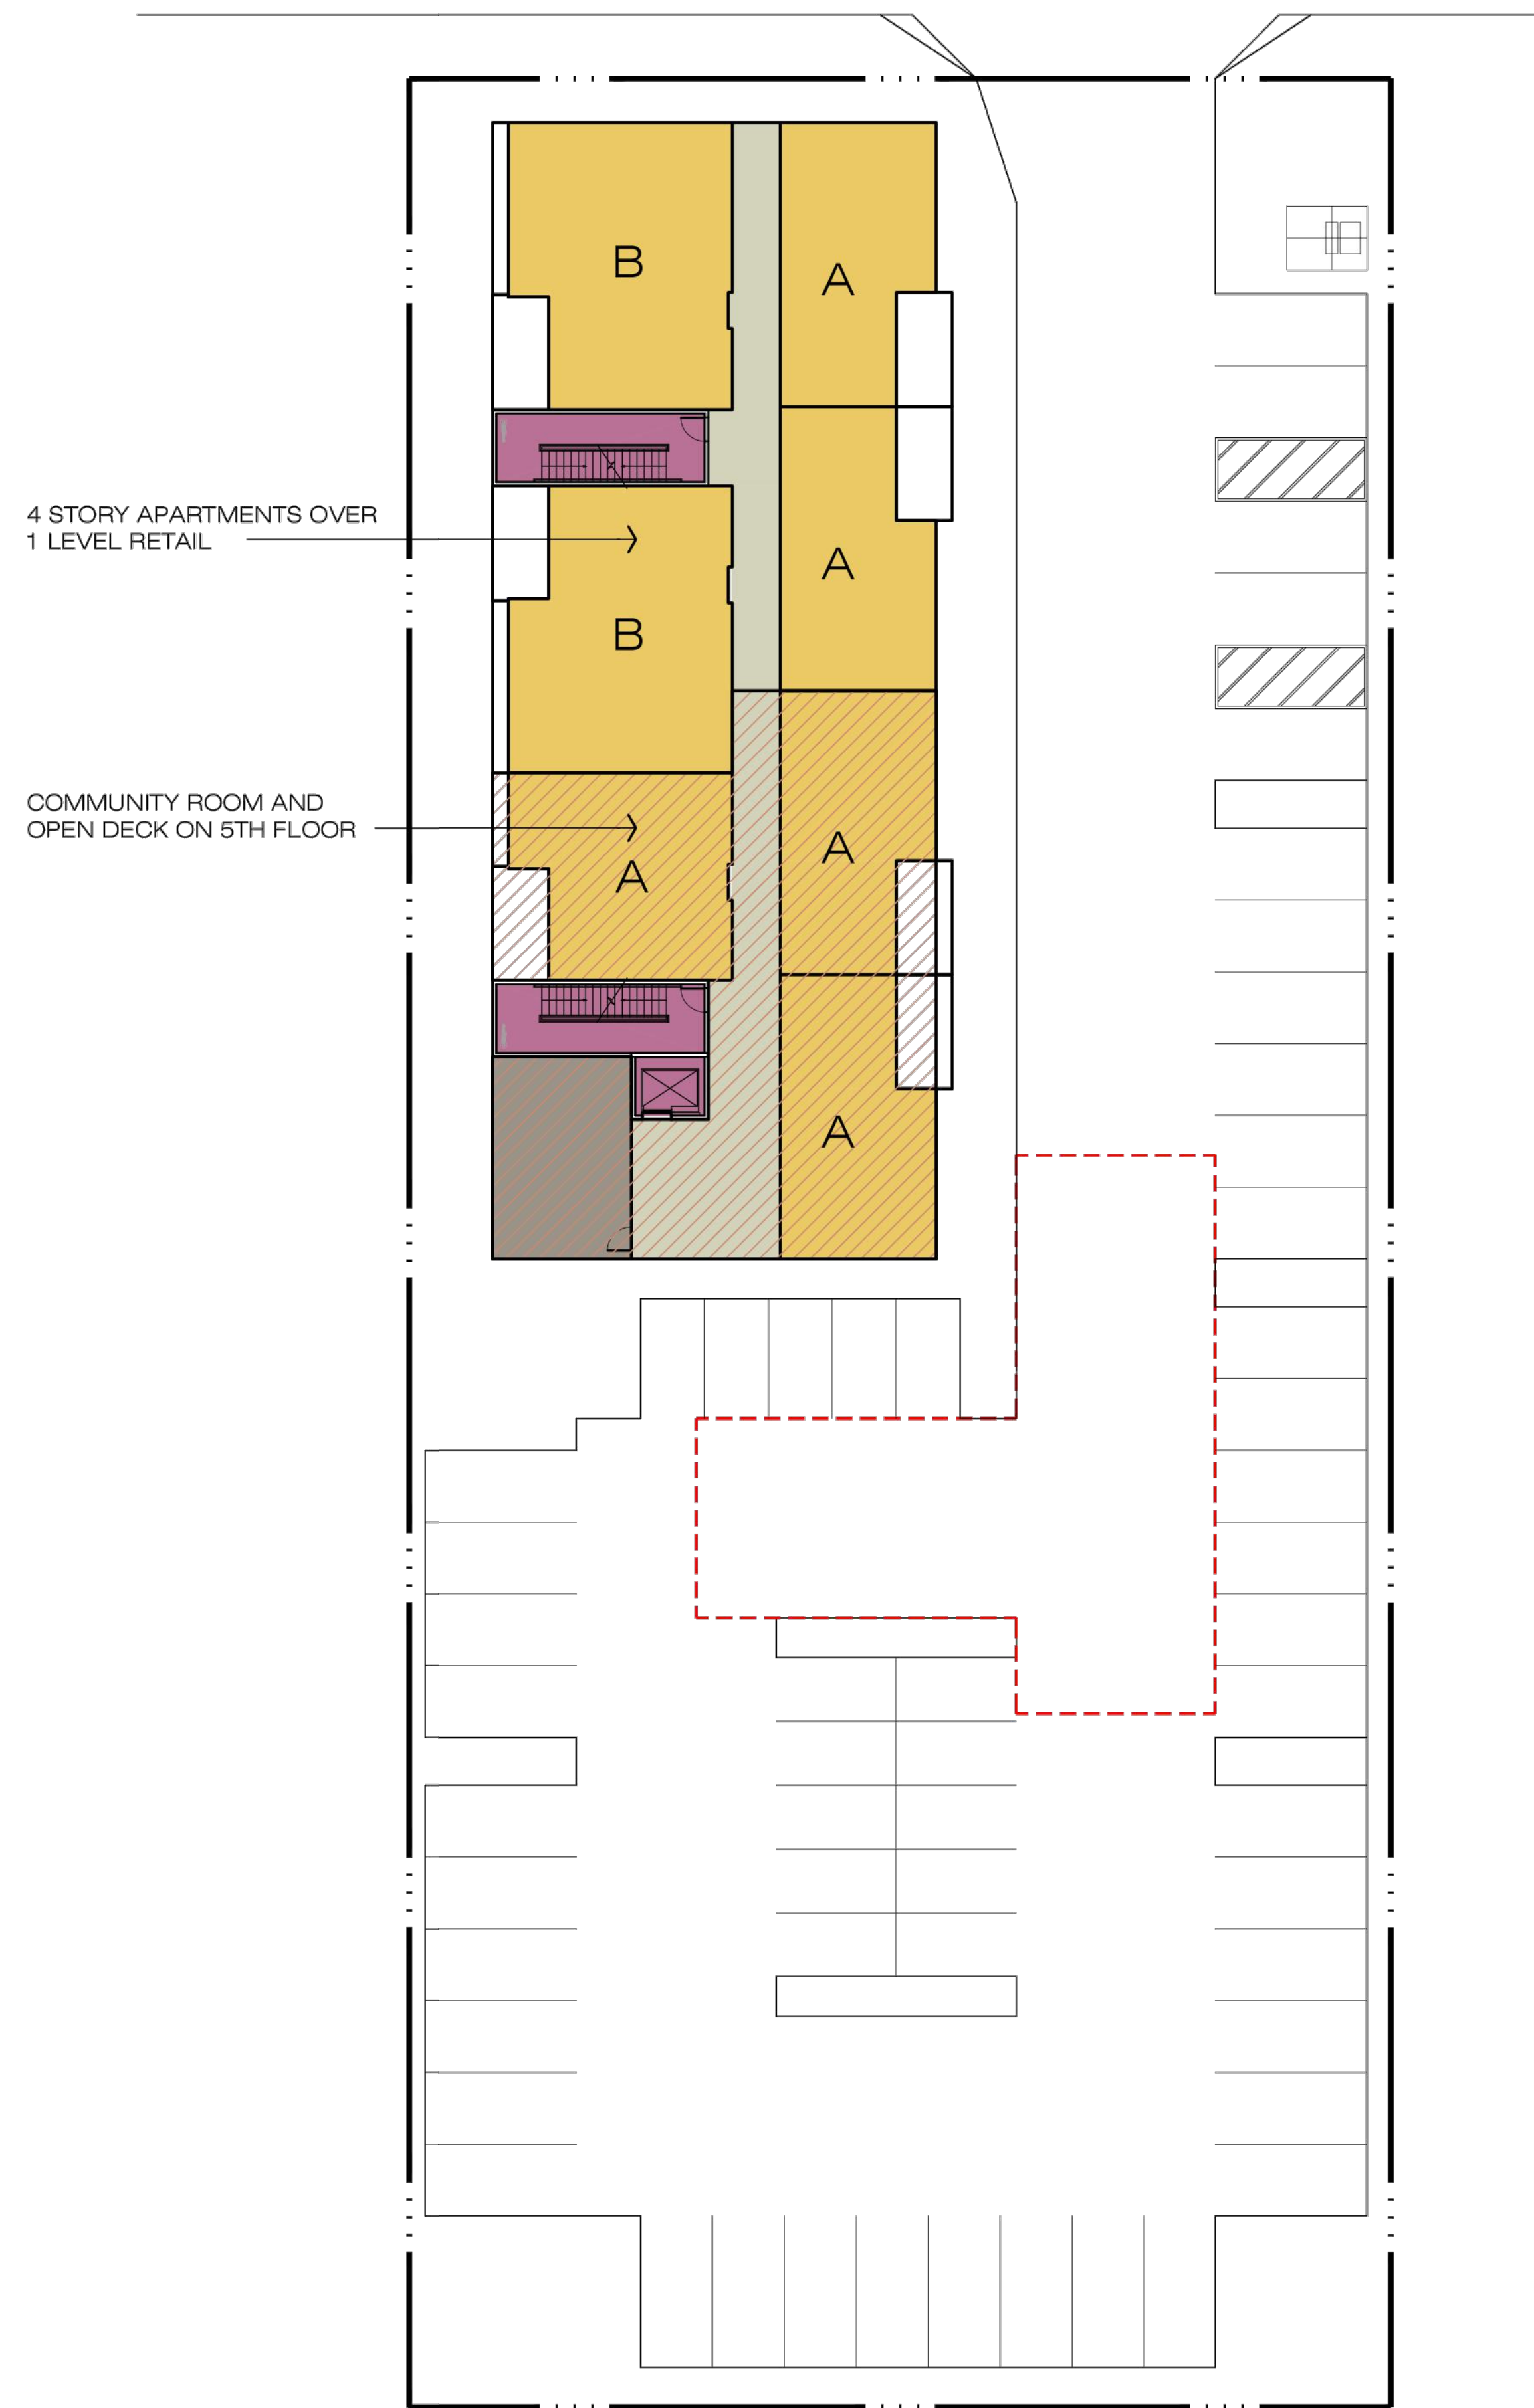 B
A
4 STORY APARTMENTS OVER
1 LEVEL RETAIL
A
B
COMMUNITY ROOM AND
OPEN DECK ON 5TH FLOOR
A
A
A